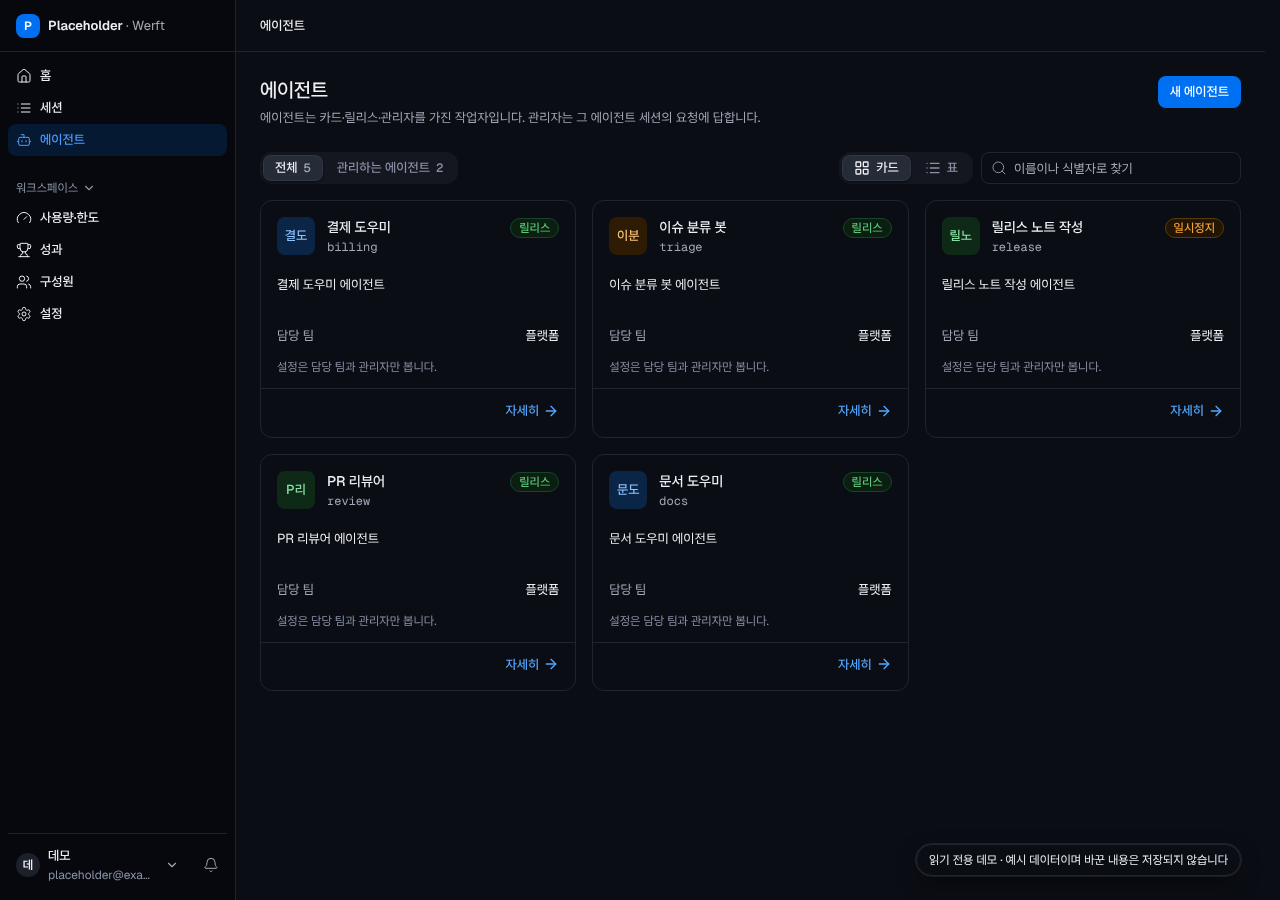 P Placeholder · Werft
홈
세션
에이전트
워크스페이스
사용량·한도
성과
구성원
설정
데 데모
placeholder@exa…
에이전트
에이전트
에이전트는 카드·릴리스·관리자를 가진 작업자입니다. 관리자는 그 에이전트 세션의 요청에 답합니다.
새 에이전트
전체 5 관리하는 에이전트 2
카드 표
이름이나 식별자로 찾기
결도 결제 도우미 릴리스
billing
결제 도우미 에이전트
담당 팀 플랫폼
설정은 담당 팀과 관리자만 봅니다.
자세히
이분 이슈 분류 봇 릴리스
triage
이슈 분류 봇 에이전트
담당 팀 플랫폼
설정은 담당 팀과 관리자만 봅니다.
자세히
릴노 릴리스 노트 작성 일시정지
release
릴리스 노트 작성 에이전트
담당 팀 플랫폼
설정은 담당 팀과 관리자만 봅니다.
자세히
P리 PR 리뷰어 릴리스
review
PR 리뷰어 에이전트
담당 팀 플랫폼
설정은 담당 팀과 관리자만 봅니다.
자세히
문도 문서 도우미 릴리스
docs
문서 도우미 에이전트
담당 팀 플랫폼
설정은 담당 팀과 관리자만 봅니다.
자세히
읽기 전용 데모 · 예시 데이터이며 바꾼 내용은 저장되지 않습니다